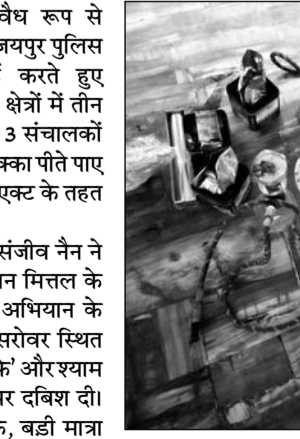 वैध रूप से
जयपुर पुलिस
करते हुए
क्षेत्रों में तीन
3 संचालकों
क्का पीते पाए
एक्ट के तहत
संजीव नैन ने
मित्तल के
अभियान के
सरोवर स्थित
और श्याम
दबिश दी।
बड़ी मात्रा